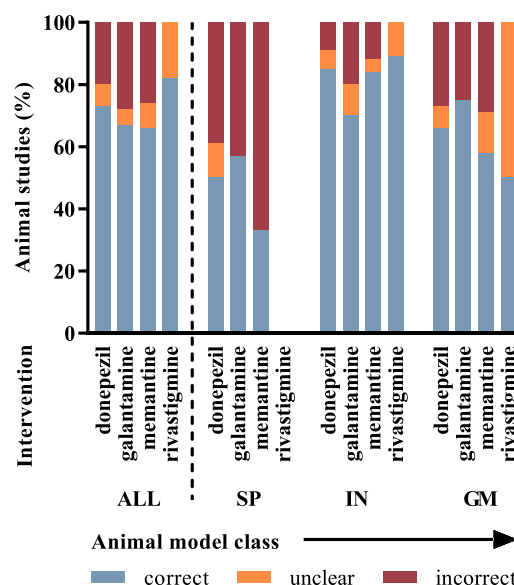 Animal studies (%)
100
80
60
40
20
0
Intervention
donepezil
galantamine
memantine
rivastigmine
donepezil
galantamine
memantine
rivastigmine
donepezil
galantamine
memantine
rivastigmine
donepezil
galantamine
memantine
rivastigmine
ALL SP IN GM
Animal model class
correct unclear incorrect